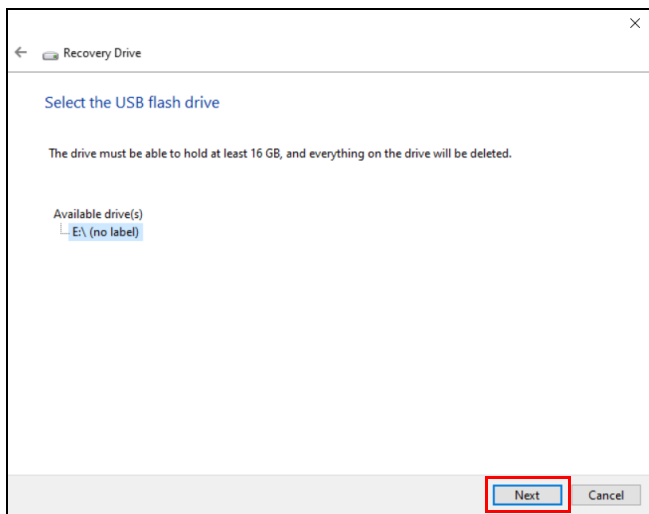 Recovery Drive
Select the USB flash drive
The drive must be able to hold at least 16 GB, and everything on the drive will be deleted.
Available drive(s)
E:\ (no label)
Next Cancel